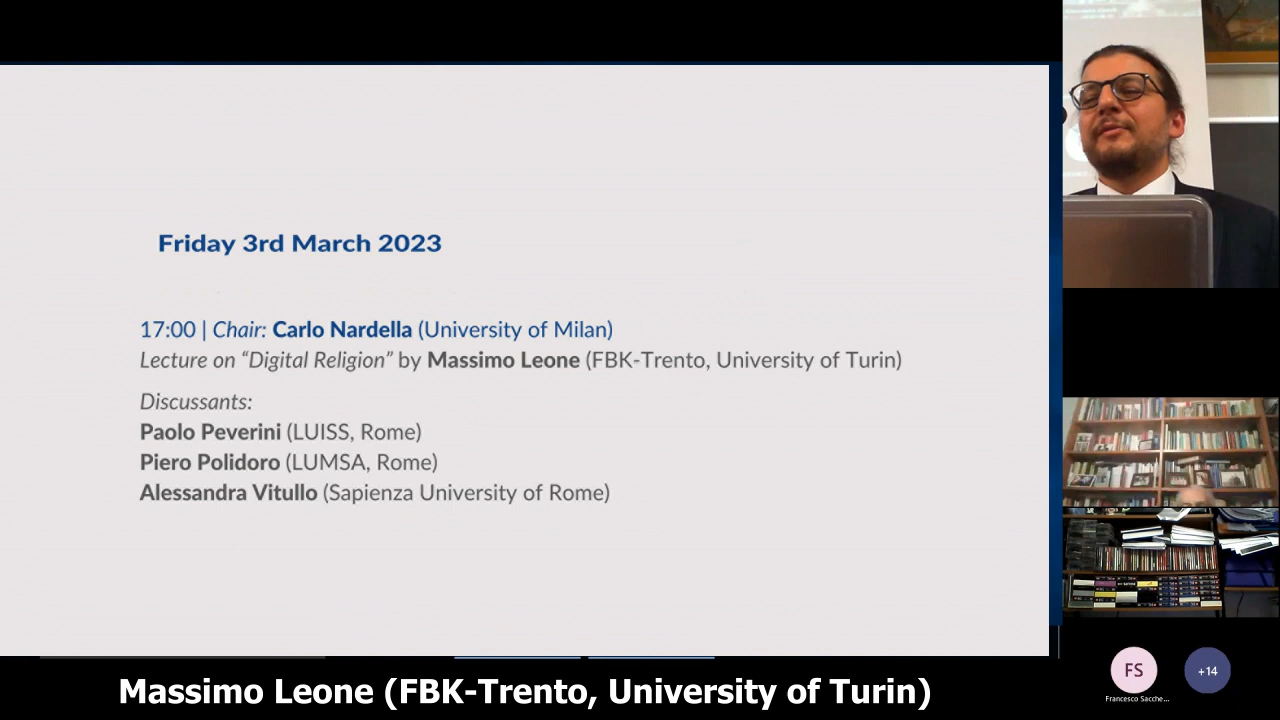 Friday 3rd March 2023
17:00 | Chair: Carlo Nardella (University of Milan)
Lecture on “Digital Religion” by Massimo Leone (FBK-Trento, University of Turin)
Discussants:
Paolo Peverini (LUISS, Rome)
Piero Polidoro (LUMSA, Rome)
Alessandra Vitullo (Sapienza University of Rome)
FS
+14
Francesco Sacche...
Massimo Leone (FBK-Trento, University of Turin)